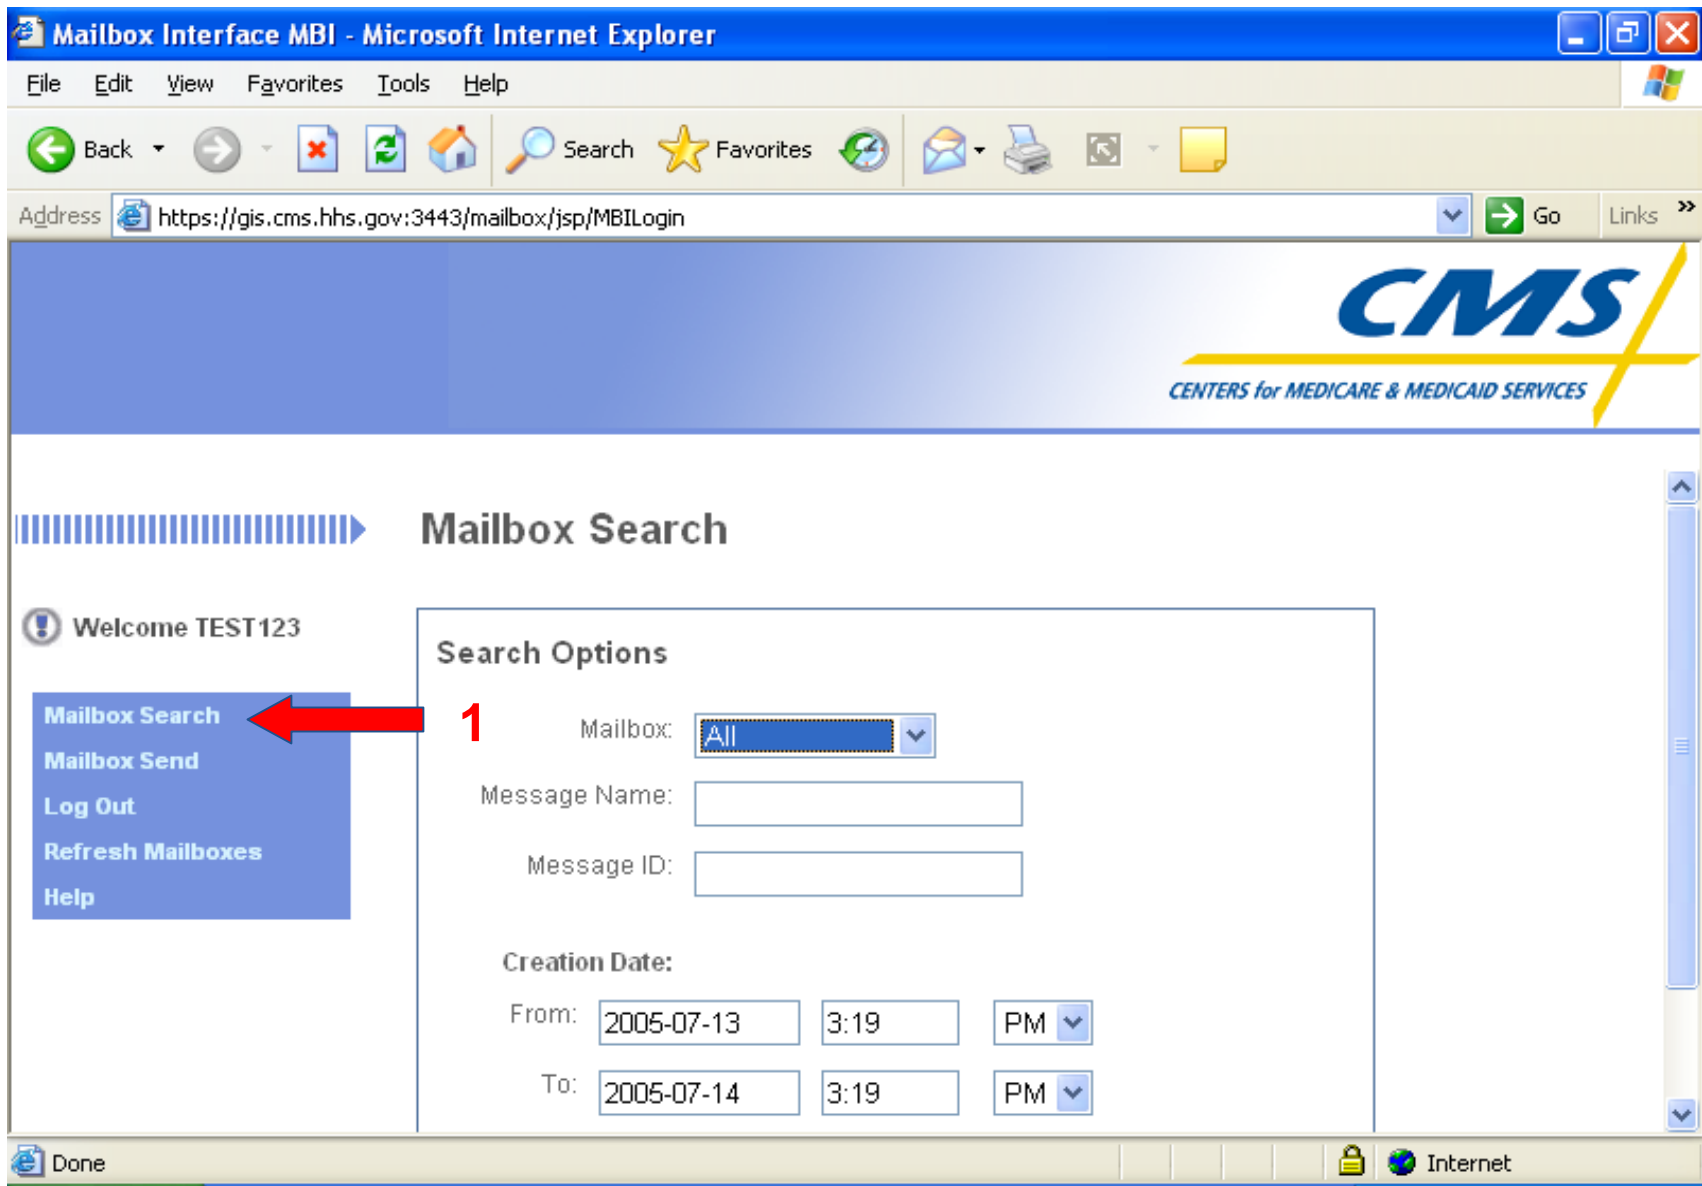 Mailbox Interface MBI - Microsoft Internet Explorer
File Edit View Favorites Tools Help
Back Search Favorites
Address https://gis.cms.hhs.gov:3443/mailbox/jsp/MBILogin Go Links »
CMS
CENTERS for MEDICARE & MEDICAID SERVICES
Mailbox Search
Welcome TEST123
Mailbox Search
Mailbox Send
Log Out
Refresh Mailboxes
Help
1
Search Options
Mailbox: All
Message Name:
Message ID:
Creation Date:
From: 2005-07-13 3:19 PM
To: 2005-07-14 3:19 PM
Done Internet